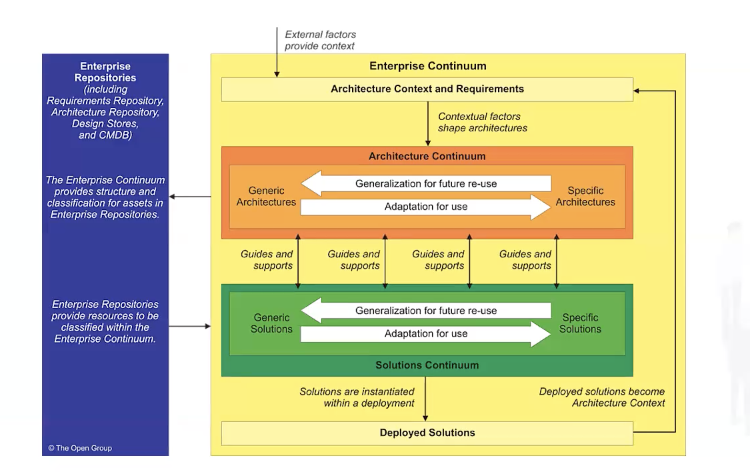 External factors
provide context
Enterprise
Repositories
(including
Requirements Repository,
Architecture Repository,
Design Stores,
and CMDB)
The Enterprise Continuum
provides structure and
classification for assets in
Enterprise Repositories.
Enterprise Repositories
provide resources to be
classified within the
Enterprise Continuum.
© The Open Group
Enterprise Continuum
Architecture Context and Requirements
Contextual factors
shape architectures
Architecture Continuum
Generic
Architectures
Generalization for future re-use
Adaptation for use
Specific
Architectures
Guides and
supports
Guides and
supports
Guides and
supports
Guides and
supports
Generic
Solutions
Generalization for future re-use
Adaptation for use
Specific
Solutions
Solutions Continuum
Solutions are instantiated
within a deployment
Deployed solutions become
Architecture Context
Deployed Solutions